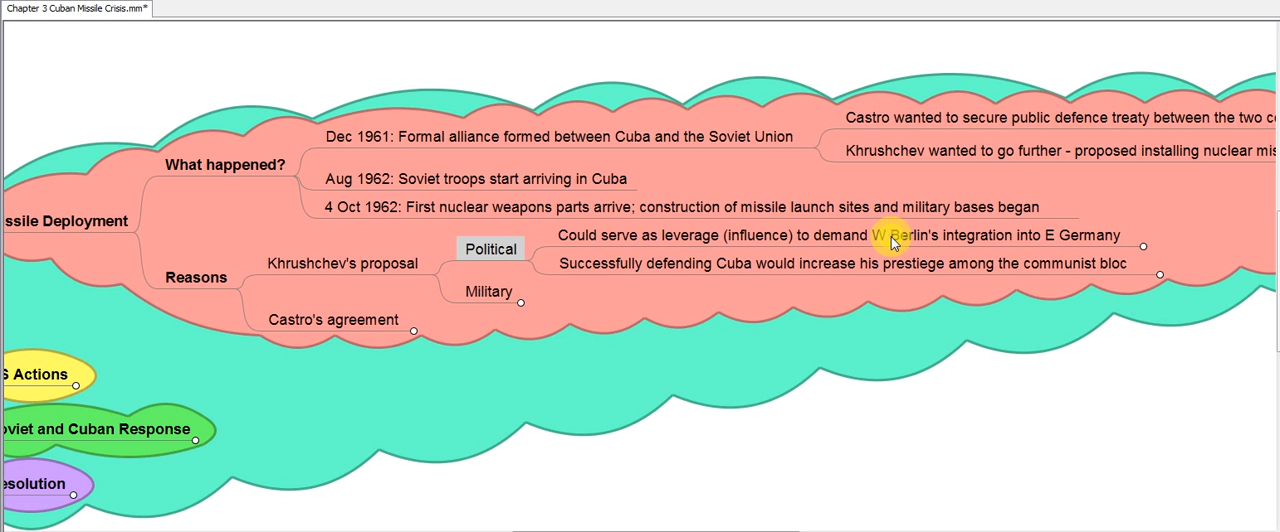 Chapter 3 Cuban Missile Crisis.mm*
Castro wanted to secure public defence treaty between the two
Dec 1961: Formal alliance formed between Cuba and the Soviet Union
Khrushchev wanted to go further - proposed installing nuclear mis
What happened?
Aug 1962: Soviet troops start arriving in Cuba
4 Oct 1962: First nuclear weapons parts arrive; construction of missile launch sites and military bases began
ssile Deployment
Could serve as leverage (influence) to demand W Berlin's integration into E Germany
Political
Khrushchev's proposal
Successfully defending Cuba would increase his prestiege among the communist bloc
Reasons
Military
Castro's agreement
S Actions
oviet and Cuban Response
esolution